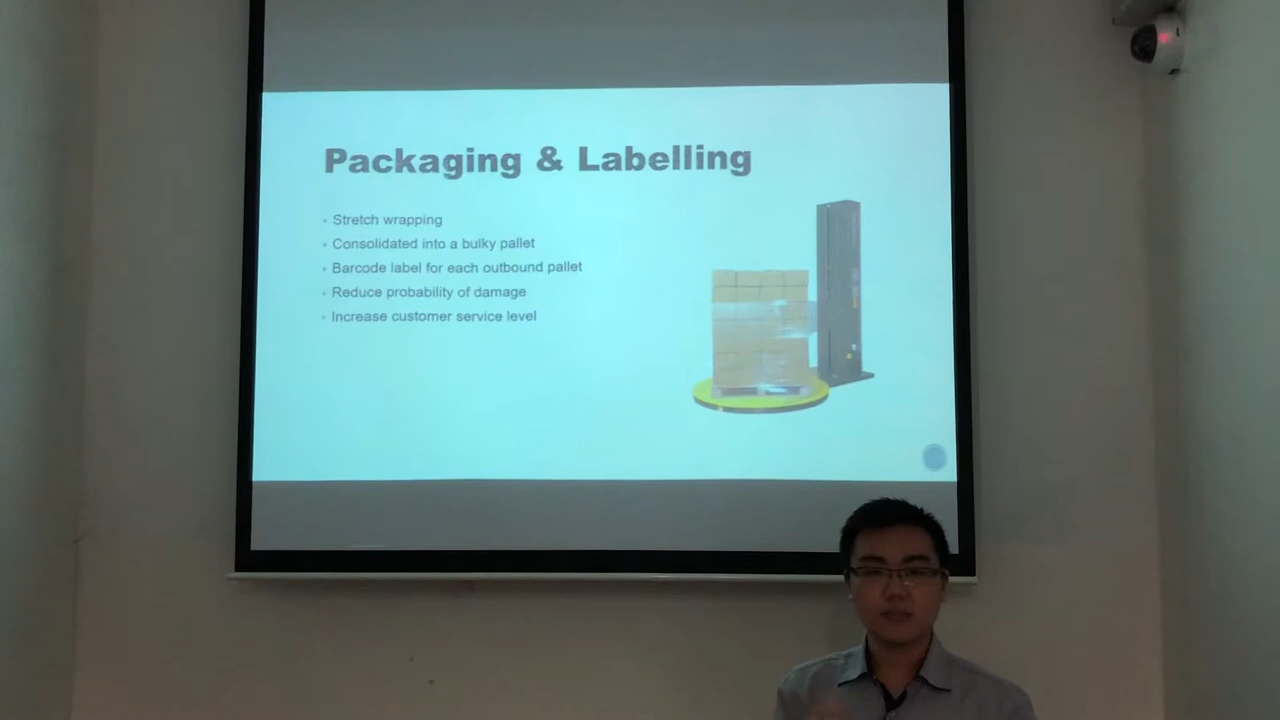 Packaging & Labelling
• Stretch wrapping
• Consolidated into a bulky pallet
• Barcode label for each outbound pallet
• Reduce probability of damage
• Increase customer service level